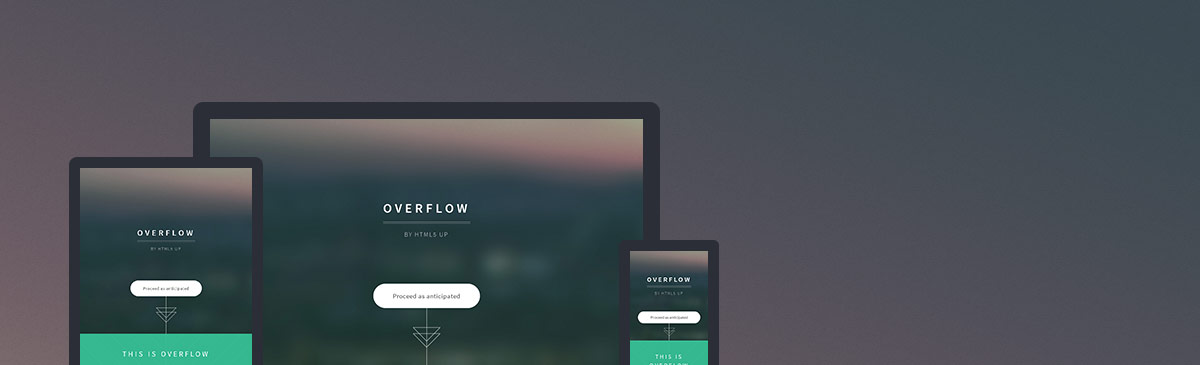 OVERFLOW
BY HTML5 UP
Proceed as anticipated
OVERFLOW
BY HTML5 UP
Proceed as anticipated
THIS IS OVERFLOW
OVERFLOW
BY HTML5 UP
Proceed as anticipated
THIS IS
OVERFLOW